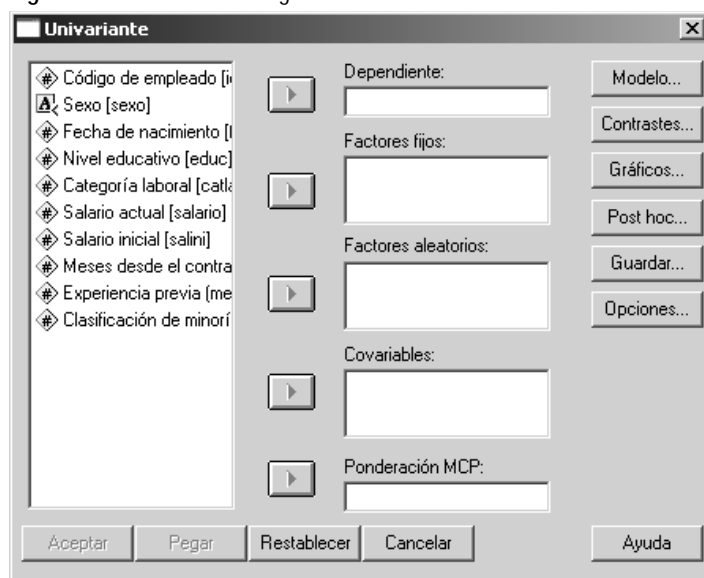 Univariante
Código de empleado [i
Sexo [sexo]
Fecha de nacimiento [
Nivel educativo [educ]
Categoría laboral [catl
Salario actual [salario]
Salario inicial [salini]
Meses desde el contra
Experiencia previa (me
Clasificación de minorí
Dependiente:
Factores fijos:
Factores aleatorios:
Covariables:
Ponderación MCP:
Modelo...
Contrastes...
Gráficos...
Post hoc...
Guardar...
Opciones...
Aceptar
Pegar
Restablecer
Cancelar
Ayuda